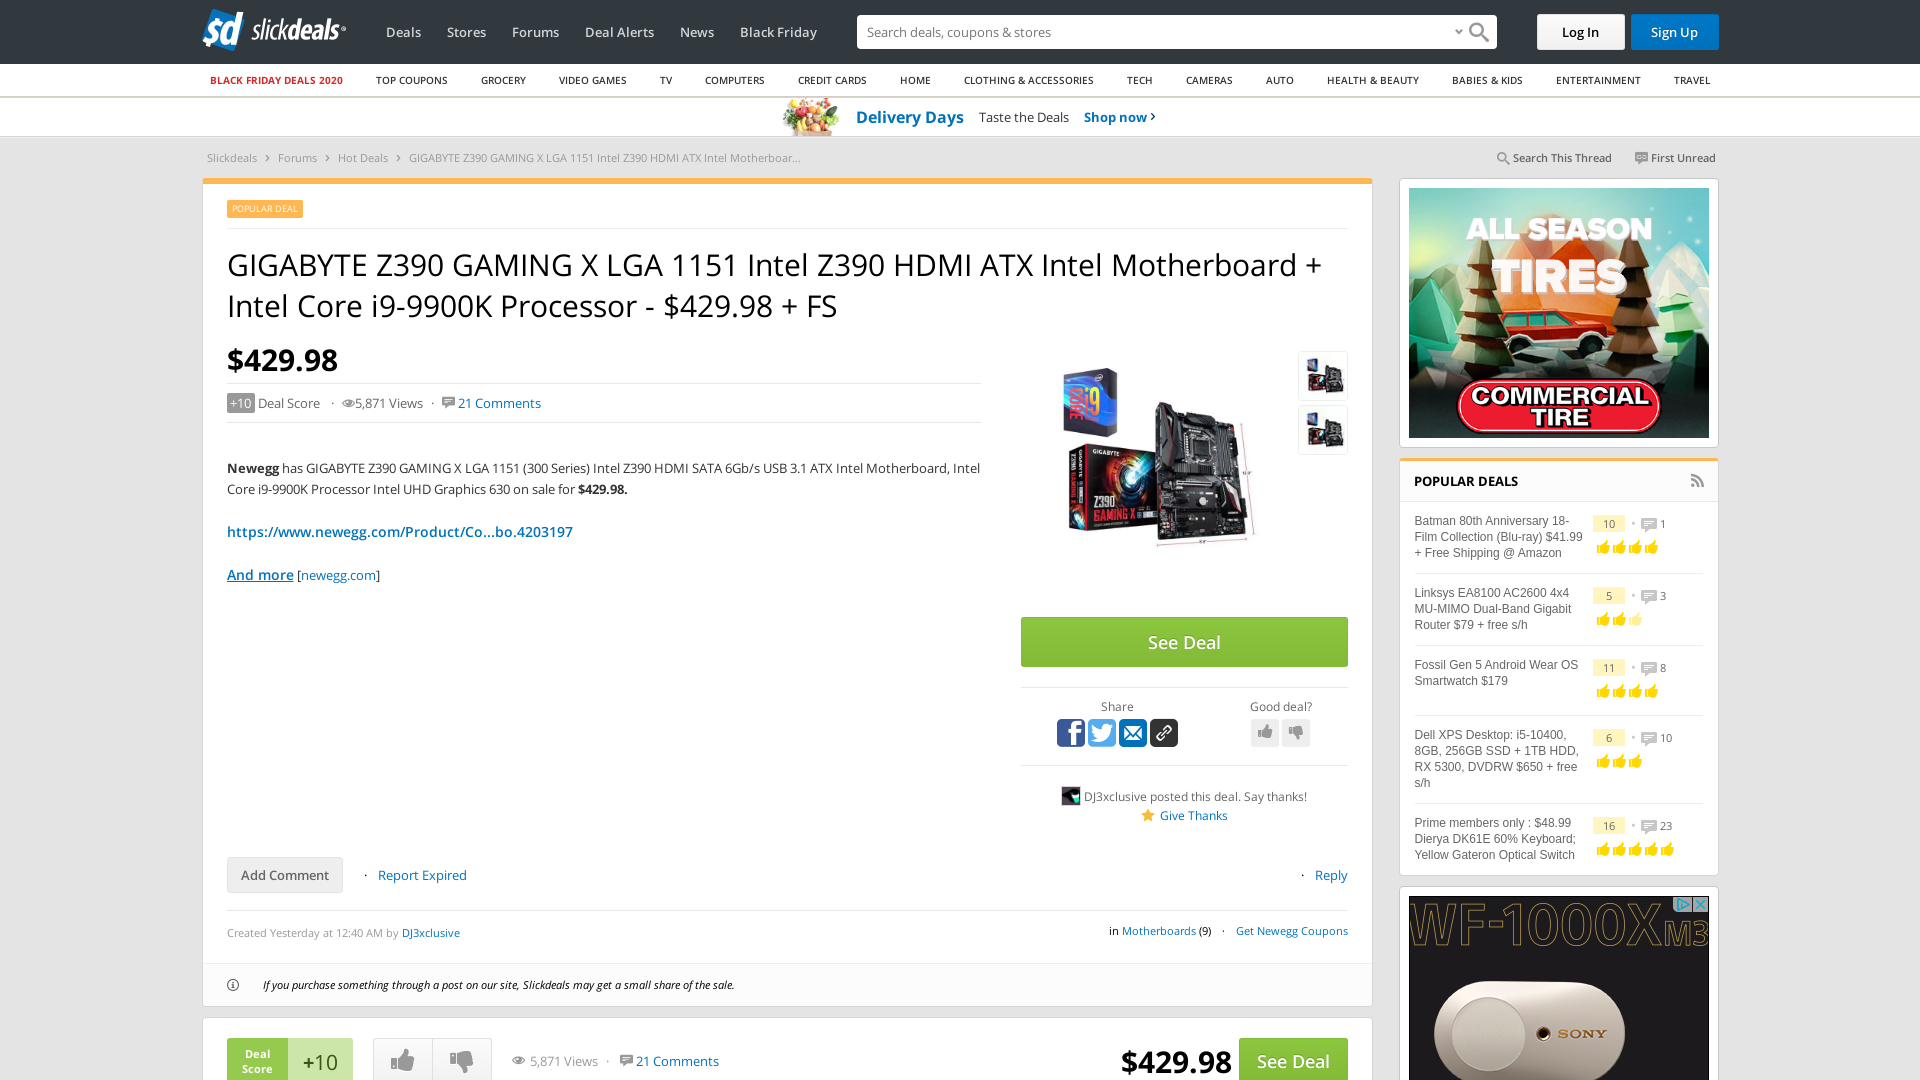 slickdeals
Deals
Stores
Forums
Deal Alerts
News
Black Friday
Search deals, coupons & stores
Log In
Sign Up
BLACK FRIDAY DEALS 2020
TOP COUPONS
GROCERY
VIDEO GAMES
TV
COMPUTERS
CREDIT CARDS
HOME
CLOTHING & ACCESSORIES
TECH
CAMERAS
AUTO
HEALTH & BEAUTY
BABIES & KIDS
ENTERTAINMENT
TRAVEL
Delivery Days Taste the Deals Shop now ›
Slickdeals › Forums › Hot Deals › GIGABYTE Z390 GAMING X LGA 1151 Intel Z390 HDMI ATX Intel Motherboar...
Search This Thread
First Unread
POPULAR DEAL
GIGABYTE Z390 GAMING X LGA 1151 Intel Z390 HDMI ATX Intel Motherboard +
Intel Core i9-9900K Processor - $429.98 + FS
$429.98
+10 Deal Score · 5,871 Views · 21 Comments
Newegg has GIGABYTE Z390 GAMING X LGA 1151 (300 Series) Intel Z390 HDMI SATA 6Gb/s USB 3.1 ATX Intel Motherboard, Intel
Core i9-9900K Processor Intel UHD Graphics 630 on sale for $429.98.
https://www.newegg.com/Product/Co...bo.4203197
And more [newegg.com]
CORE
i9
GIGABYTE
Z390
GAMING X
See Deal
Share
Good deal?
DJ3xclusive posted this deal. Say thanks!
Give Thanks
Add Comment · Report Expired
· Reply
Created Yesterday at 12:40 AM by DJ3xclusive
in Motherboards (9) · Get Newegg Coupons
If you purchase something through a post on our site, Slickdeals may get a small share of the sale.
Deal
Score
+10
5,871 Views · 21 Comments
$429.98
See Deal
ALL SEASON
TIRES
COMMERCIAL
TIRE
POPULAR DEALS
Batman 80th Anniversary 18-
Film Collection (Blu-ray) $41.99
+ Free Shipping @ Amazon
10 · 1
Linksys EA8100 AC2600 4x4
MU-MIMO Dual-Band Gigabit
Router $79 + free s/h
5 · 3
Fossil Gen 5 Android Wear OS
Smartwatch $179
11 · 8
Dell XPS Desktop: i5-10400,
8GB, 256GB SSD + 1TB HDD,
RX 5300, DVDRW $650 + free
s/h
6 · 10
Prime members only : $48.99
Dierya DK61E 60% Keyboard;
Yellow Gateron Optical Switch
16 · 23
WF-1000XM3
SONY